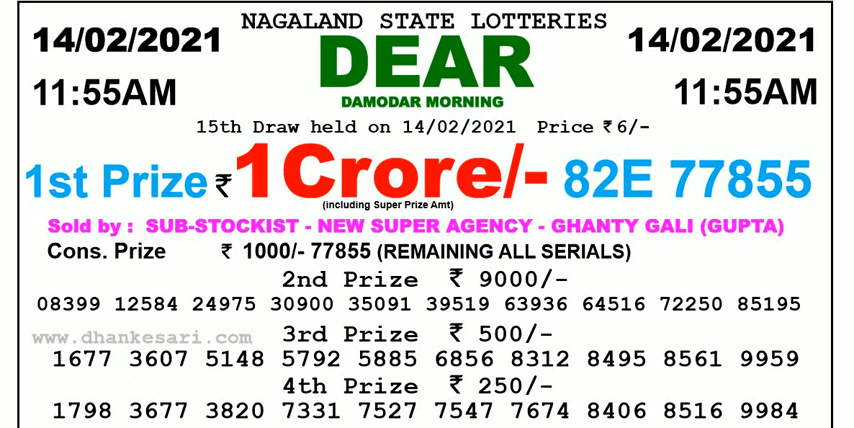 NAGALAND STATE LOTTERIES
14/02/2021 DEAR 14/02/2021
11:55AM DAMODAR MORNING 11:55AM
15th Draw held on 14/02/2021 Price ₹ 6/-
1st Prize ₹ 1Crore/- 82E 77855
(including Super Prize Amt)
Sold by : SUB-STOCKIST - NEW SUPER AGENCY - GHANTY GALI (GUPTA)
Cons. Prize ₹ 1000/- 77855 (REMAINING ALL SERIALS)
2nd Prize ₹ 9000/-
08399 12584 24975 30900 35091 39519 63936 64516 72250 85195
www.dhankesari.com 3rd Prize ₹ 500/-
1677 3607 5148 5792 5885 6856 8312 8495 8561 9959
4th Prize ₹ 250/-
1798 3677 3820 7331 7527 7547 7674 8406 8516 9984